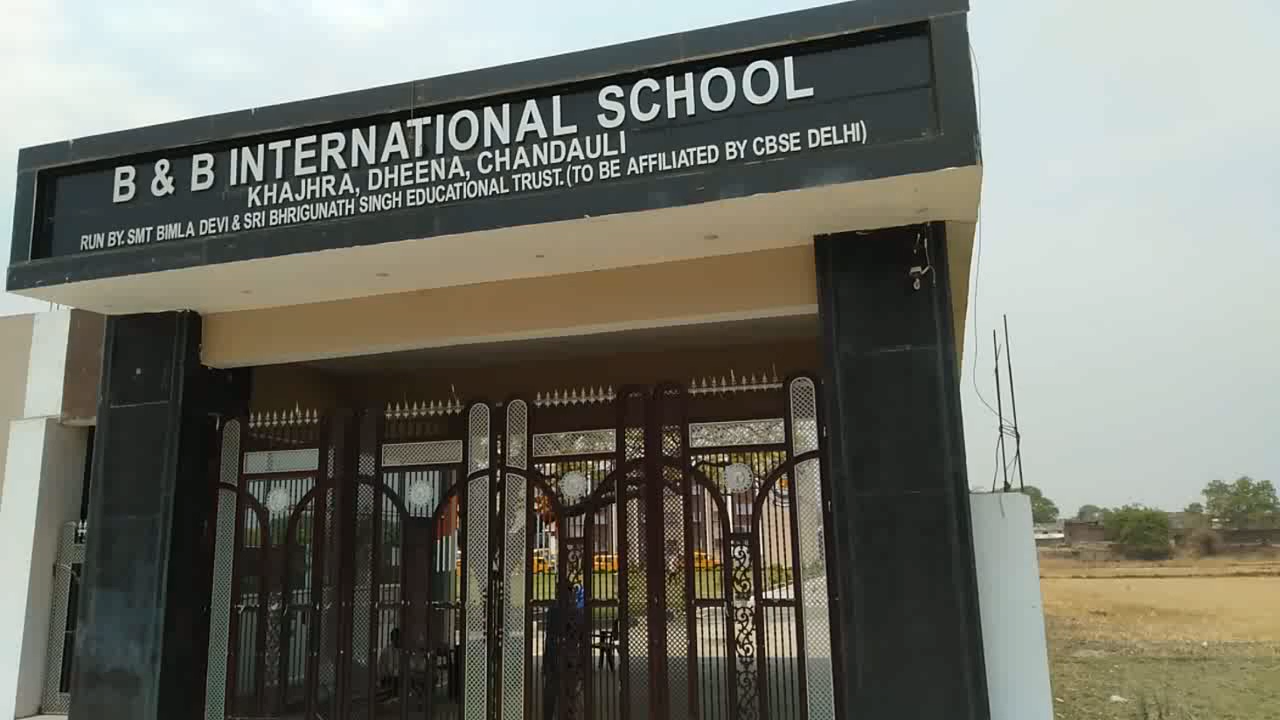 B & B INTERNATIONAL SCHOOL
KHAJHRA, DHEENA, CHANDAULI
RUN BY. SMT BIMLA DEVI & SRI BHRIGUNATH SINGH EDUCATIONAL TRUST. (TO BE AFFILIATED BY CBSE DELHI)